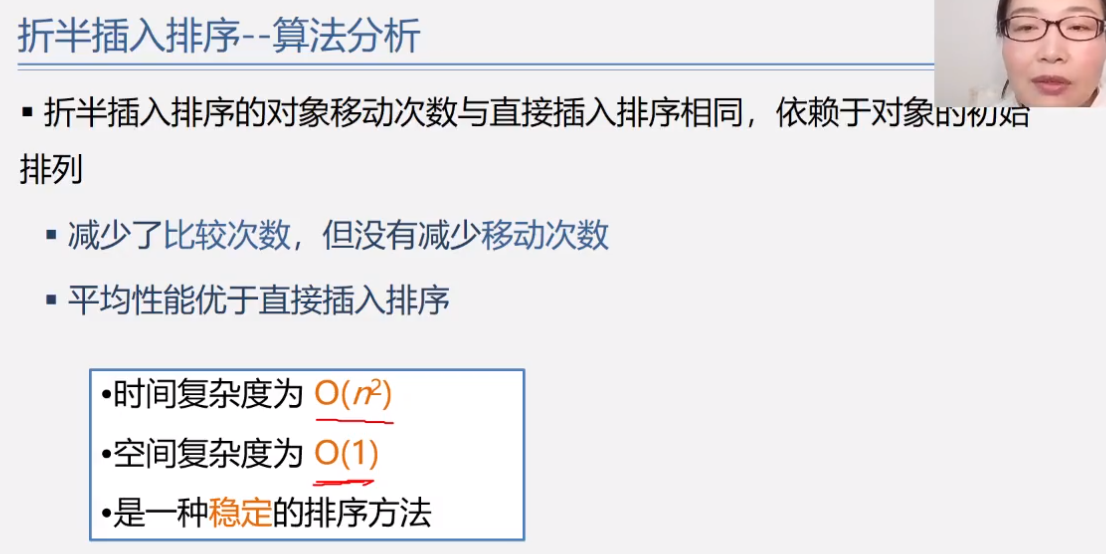 折半插入排序--算法分析
▪ 折半插入排序的对象移动次数与直接插入排序相同，依赖于对象的初始
排列
▪ 减少了比较次数，但没有减少移动次数
▪ 平均性能优于直接插入排序
•时间复杂度为 O(n²)
•空间复杂度为 O(1)
•是一种稳定的排序方法